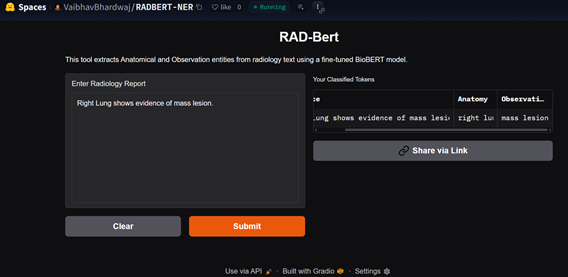 Spaces VaibhavBhardwaj/RADBERT-NER like 0 Running
RAD-Bert
This tool extracts Anatomical and Observation entities from radiology text using a fine-tuned BioBERT model.
Enter Radiology Report
Right Lung shows evidence of mass lesion.
Clear
Submit
Your Classified Tokens
ce Anatomy Observati…
Lung shows evidence of mass lesi right lu mass lesion
Share via Link
Use via API · Built with Gradio · Settings